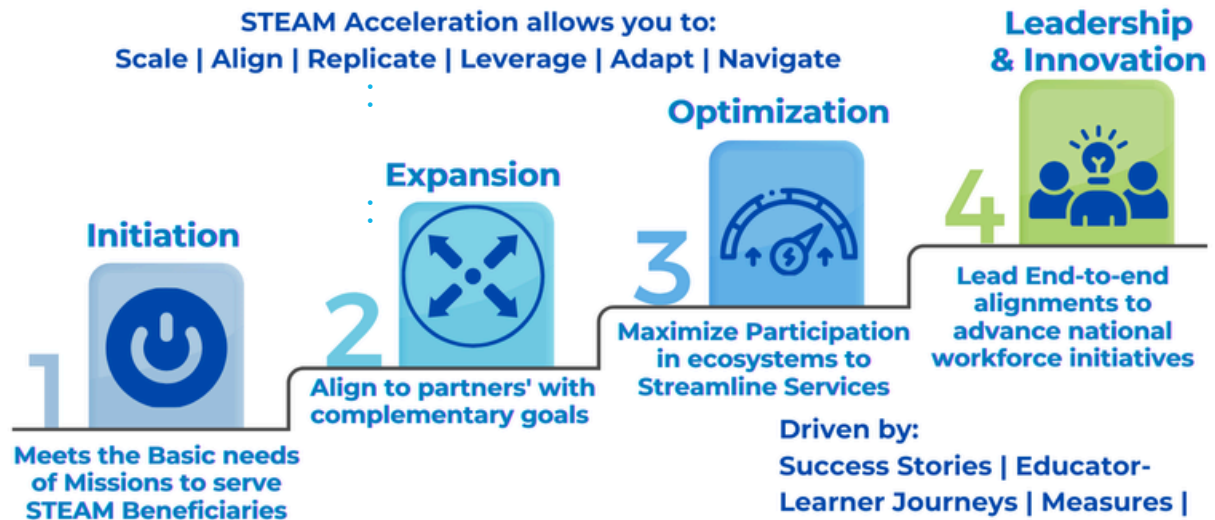 STEAM Acceleration allows you to:
Scale | Align | Replicate | Leverage | Adapt | Navigate
1
Initiation
Meets the Basic needs
of Missions to serve
STEAM Beneficiaries
2
Expansion
Align to partners' with
complementary goals
3
Optimization
Maximize Participation
in ecosystems to
Streamline Services
4
Leadership
& Innovation
Lead End-to-end
alignments to
advance national
workforce initiatives
Driven by:
Success Stories | Educator-
Learner Journeys | Measures |